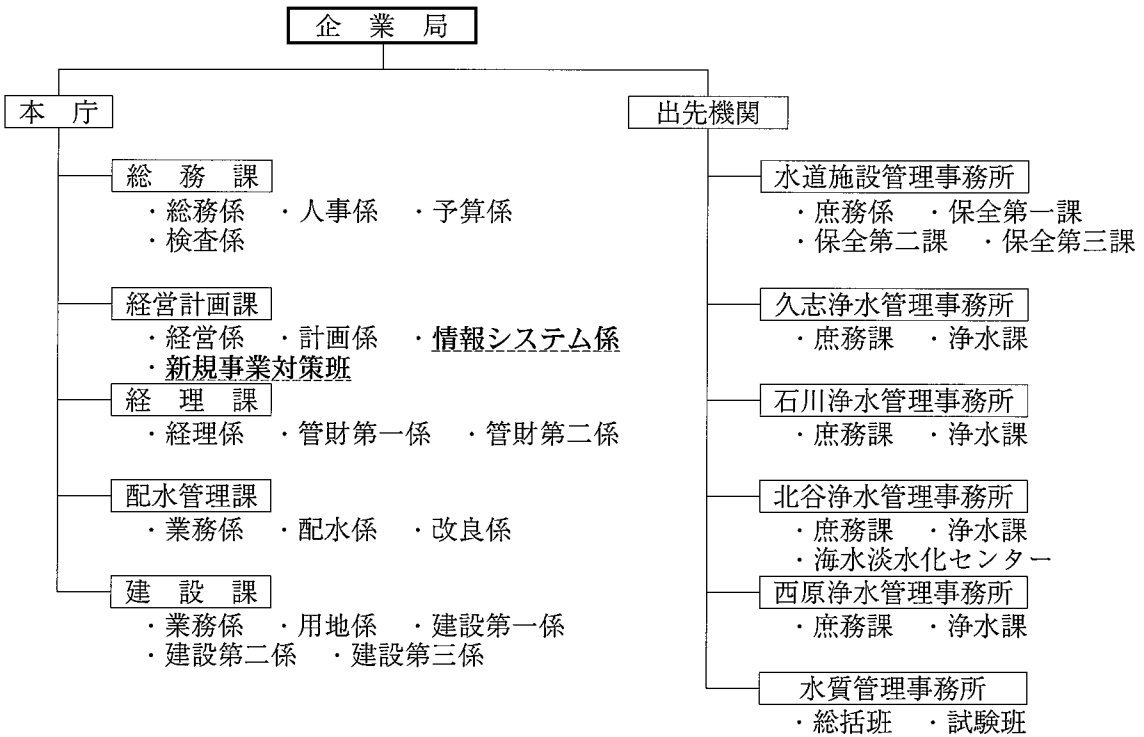 企業局
本庁
総務課
・総務係 ・人事係 ・予算係
・検査係
経営計画課
・経営係 ・計画係 ・情報システム係
・新規事業対策班
経理課
・経理係 ・管財第一係 ・管財第二係
配水管理課
・業務係 ・配水係 ・改良係
建設課
・業務係 ・用地係 ・建設第一係
・建設第二係 ・建設第三係
出先機関
水道施設管理事務所
・庶務係 ・保全第一課
・保全第二課 ・保全第三課
久志浄水管理事務所
・庶務課 ・浄水課
石川浄水管理事務所
・庶務課 ・浄水課
北谷浄水管理事務所
・庶務課 ・浄水課
・海水淡水化センター
西原浄水管理事務所
・庶務課 ・浄水課
水質管理事務所
・総括班 ・試験班